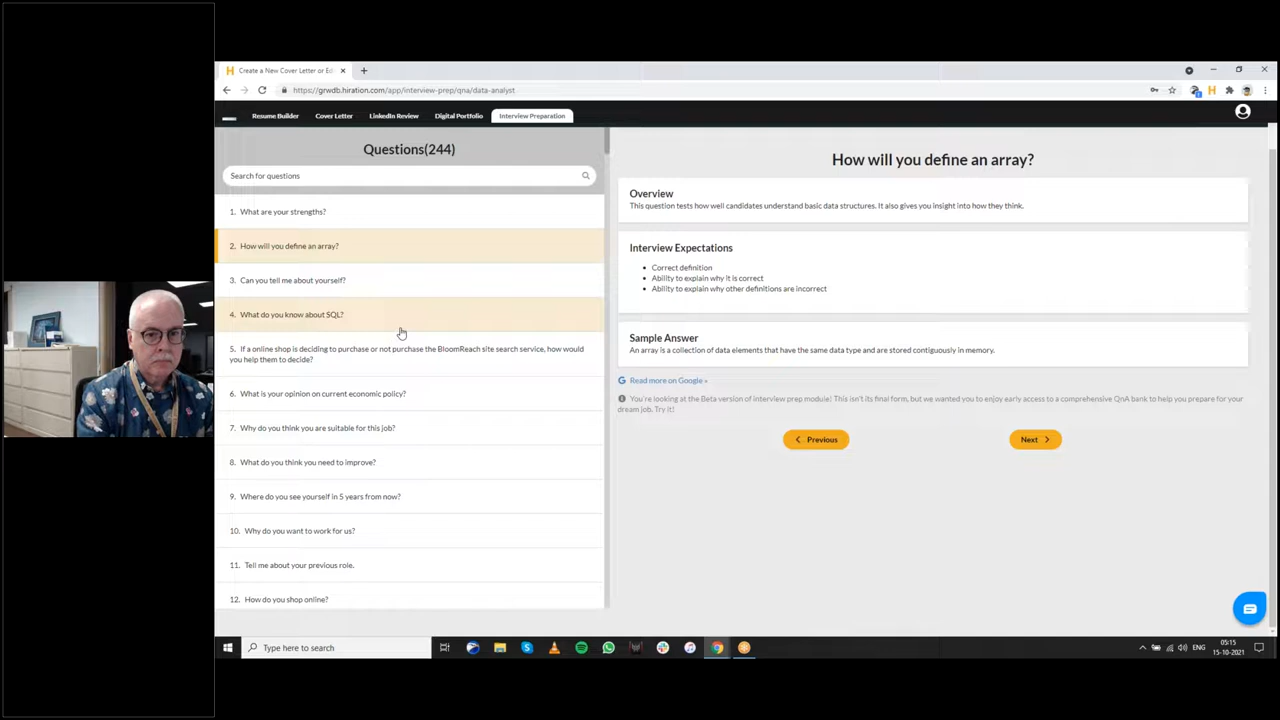 Create a New Cover Letter or Ed
https://grwdb.hiration.com/app/interview-prep/qna/data-analyst
Resume Builder
Cover Letter
LinkedIn Review
Digital Portfolio
Interview Preparation
Questions(244)
Search for questions
1. What are your strengths?
2. How will you define an array?
3. Can you tell me about yourself?
4. What do you know about SQL?
5. If a online shop is deciding to purchase or not purchase the BloomReach site search service, how would
you help them to decide?
6. What is your opinion on current economic policy?
7. Why do you think you are suitable for this job?
8. What do you think you need to improve?
9. Where do you see yourself in 5 years from now?
10. Why do you want to work for us?
11. Tell me about your previous role.
12. How do you shop online?
How will you define an array?
Overview
This question tests how well candidates understand basic data structures. It also gives you insight into how they think.
Interview Expectations
• Correct definition
• Ability to explain why it is correct
• Ability to explain why other definitions are incorrect
Sample Answer
An array is a collection of data elements that have the same data type and are stored contiguously in memory.
Read more on Google »
You're looking at the Beta version of interview prep module! This isn't its final form, but we wanted you to enjoy early access to a comprehensive QnA bank to help you prepare for your
dream job. Try it!
Previous
Next
Type here to search
ENG
05:15
15-10-2021